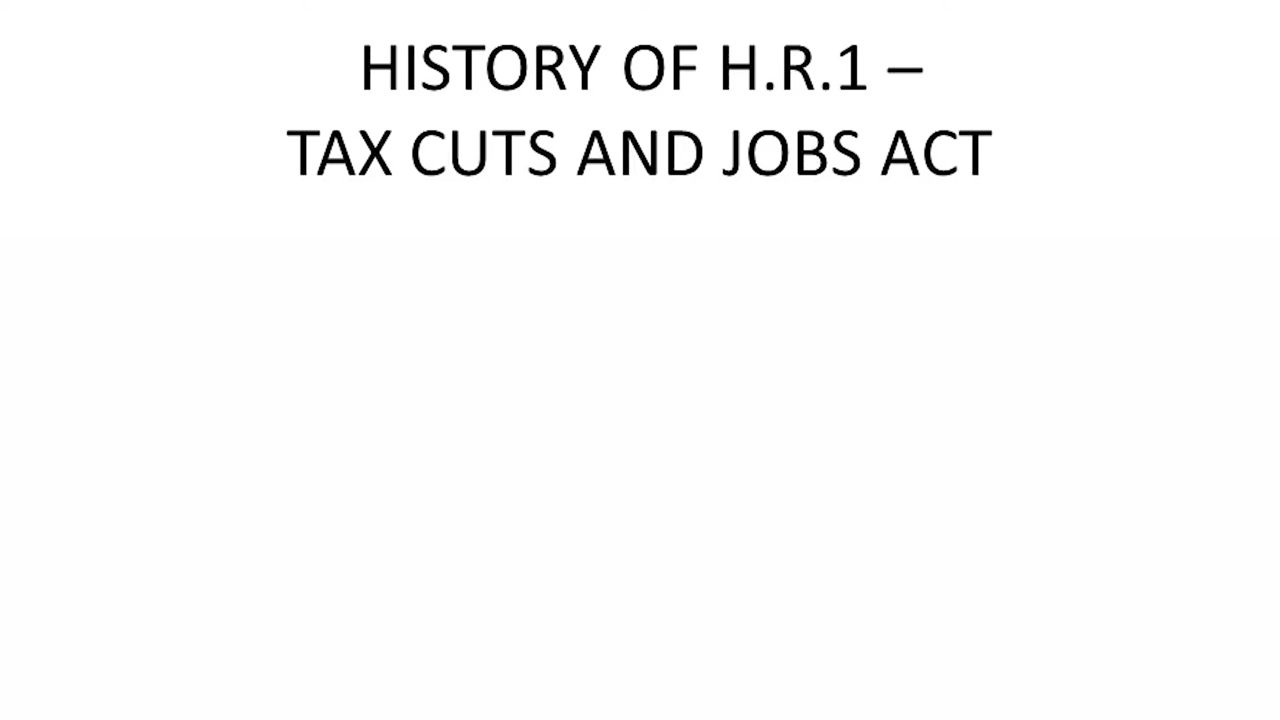 HISTORY OF H.R.1 –
TAX CUTS AND JOBS ACT